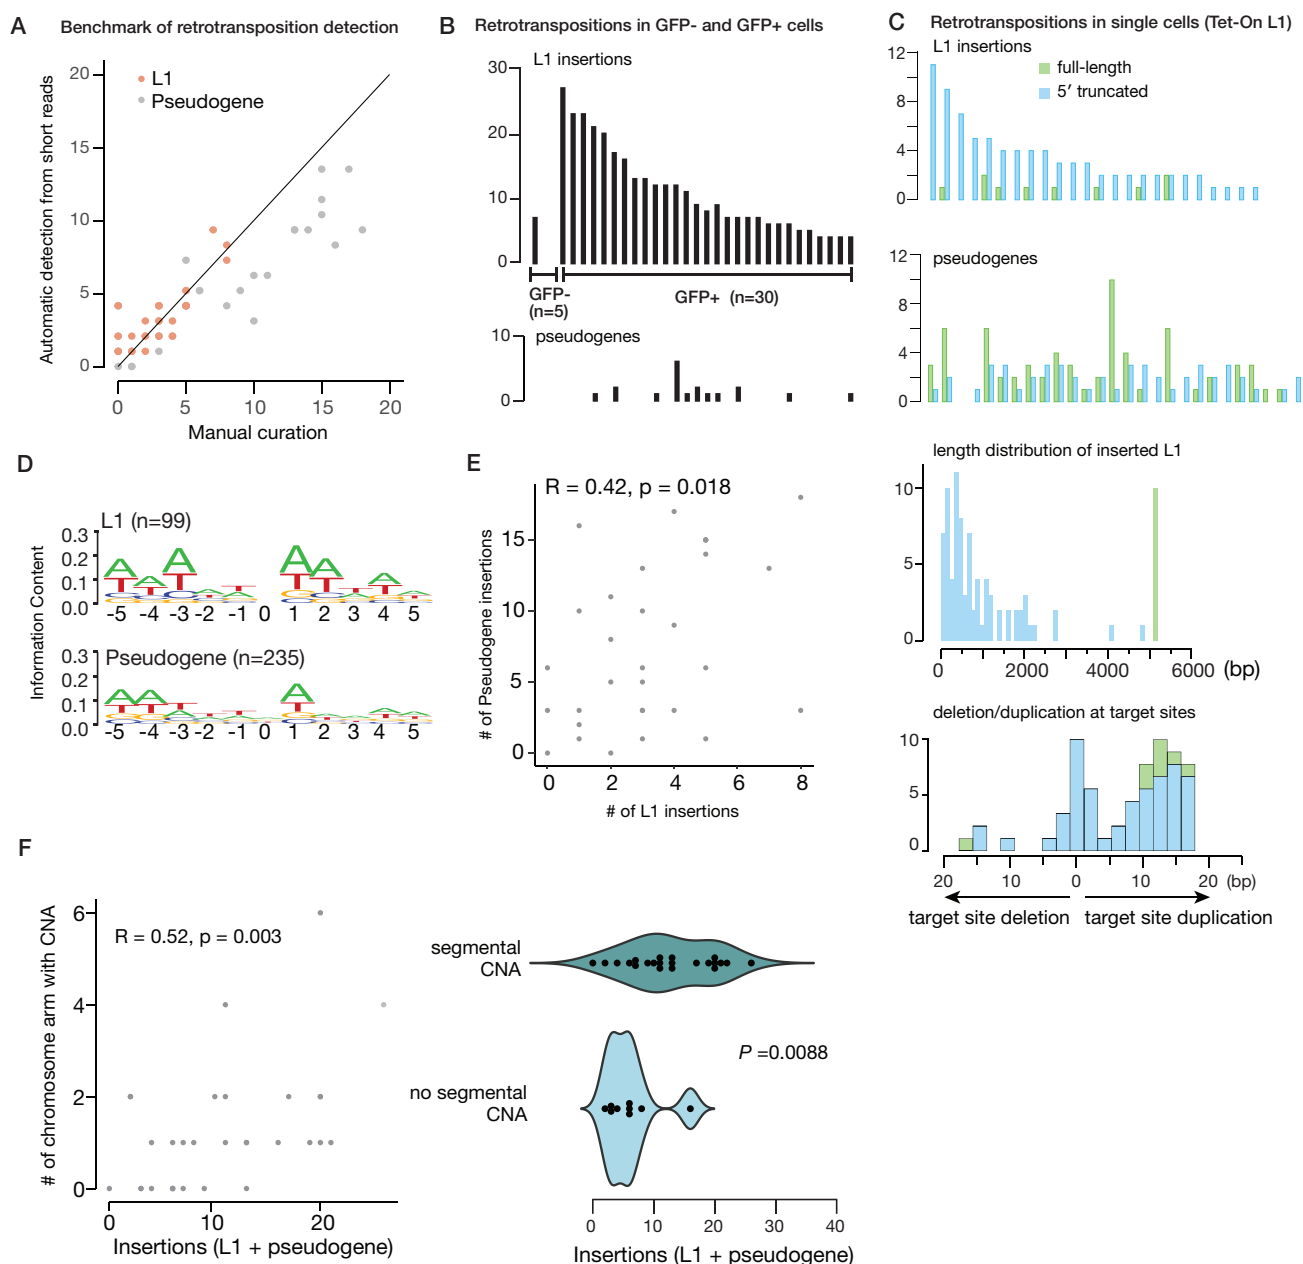 A
Benchmark of retrotransposition detection
20
15
10
5
0
Automatic detection from short reads
L1
Pseudogene
0 5 10 15 20
Manual curation
B
Retrotranspositions in GFP- and GFP+ cells
L1 insertions
30
20
10
0
GFP-
(n=5)
GFP+ (n=30)
pseudogenes
10
0
C
Retrotranspositions in single cells (Tet-On L1)
L1 insertions
full-length
5′ truncated
12
8
4
0
pseudogenes
12
8
4
0
length distribution of inserted L1
10
5
0
0 2000 4000 6000 (bp)
deletion/duplication at target sites
10
5
0
20 10 0 10 20 (bp)
target site deletion
target site duplication
D
Information Content
L1 (n=99)
0.3
0.2
0.1
0.0
-5 -4 -3 -2 -1 0 1 2 3 4 5
Pseudogene (n=235)
0.3
0.2
0.1
0.0
-5 -4 -3 -2 -1 0 1 2 3 4 5
E
R = 0.42, p = 0.018
# of Pseudogene insertions
15
10
5
0
0 2 4 6 8
# of L1 insertions
F
# of chromosome arm with CNA
R = 0.52, p = 0.003
6
4
2
0
0 10 20
Insertions (L1 + pseudogene)
segmental
CNA
no segmental
CNA
P =0.0088
0 10 20 30 40
Insertions (L1 + pseudogene)